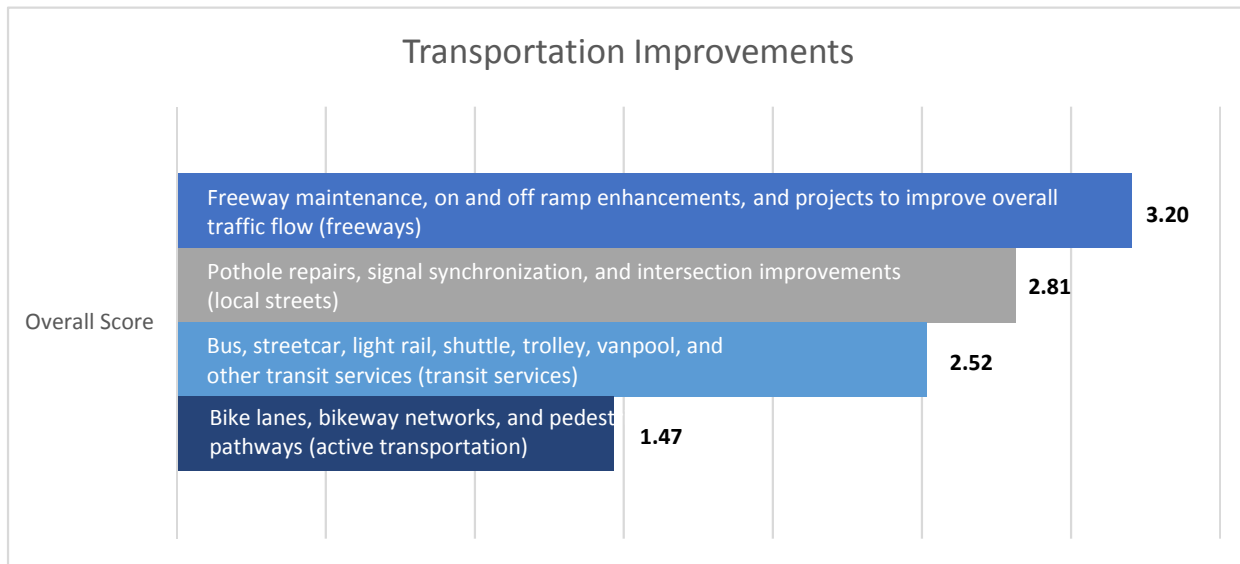 Transportation Improvements
Freeway maintenance, on and off ramp enhancements, and projects to improve overall
traffic flow (freeways)
3.20
Pothole repairs, signal synchronization, and intersection improvements
(local streets)
2.81
Overall Score
Bus, streetcar, light rail, shuttle, trolley, vanpool, and
other transit services (transit services)
2.52
Bike lanes, bikeway networks, and pedest
pathways (active transportation)
1.47